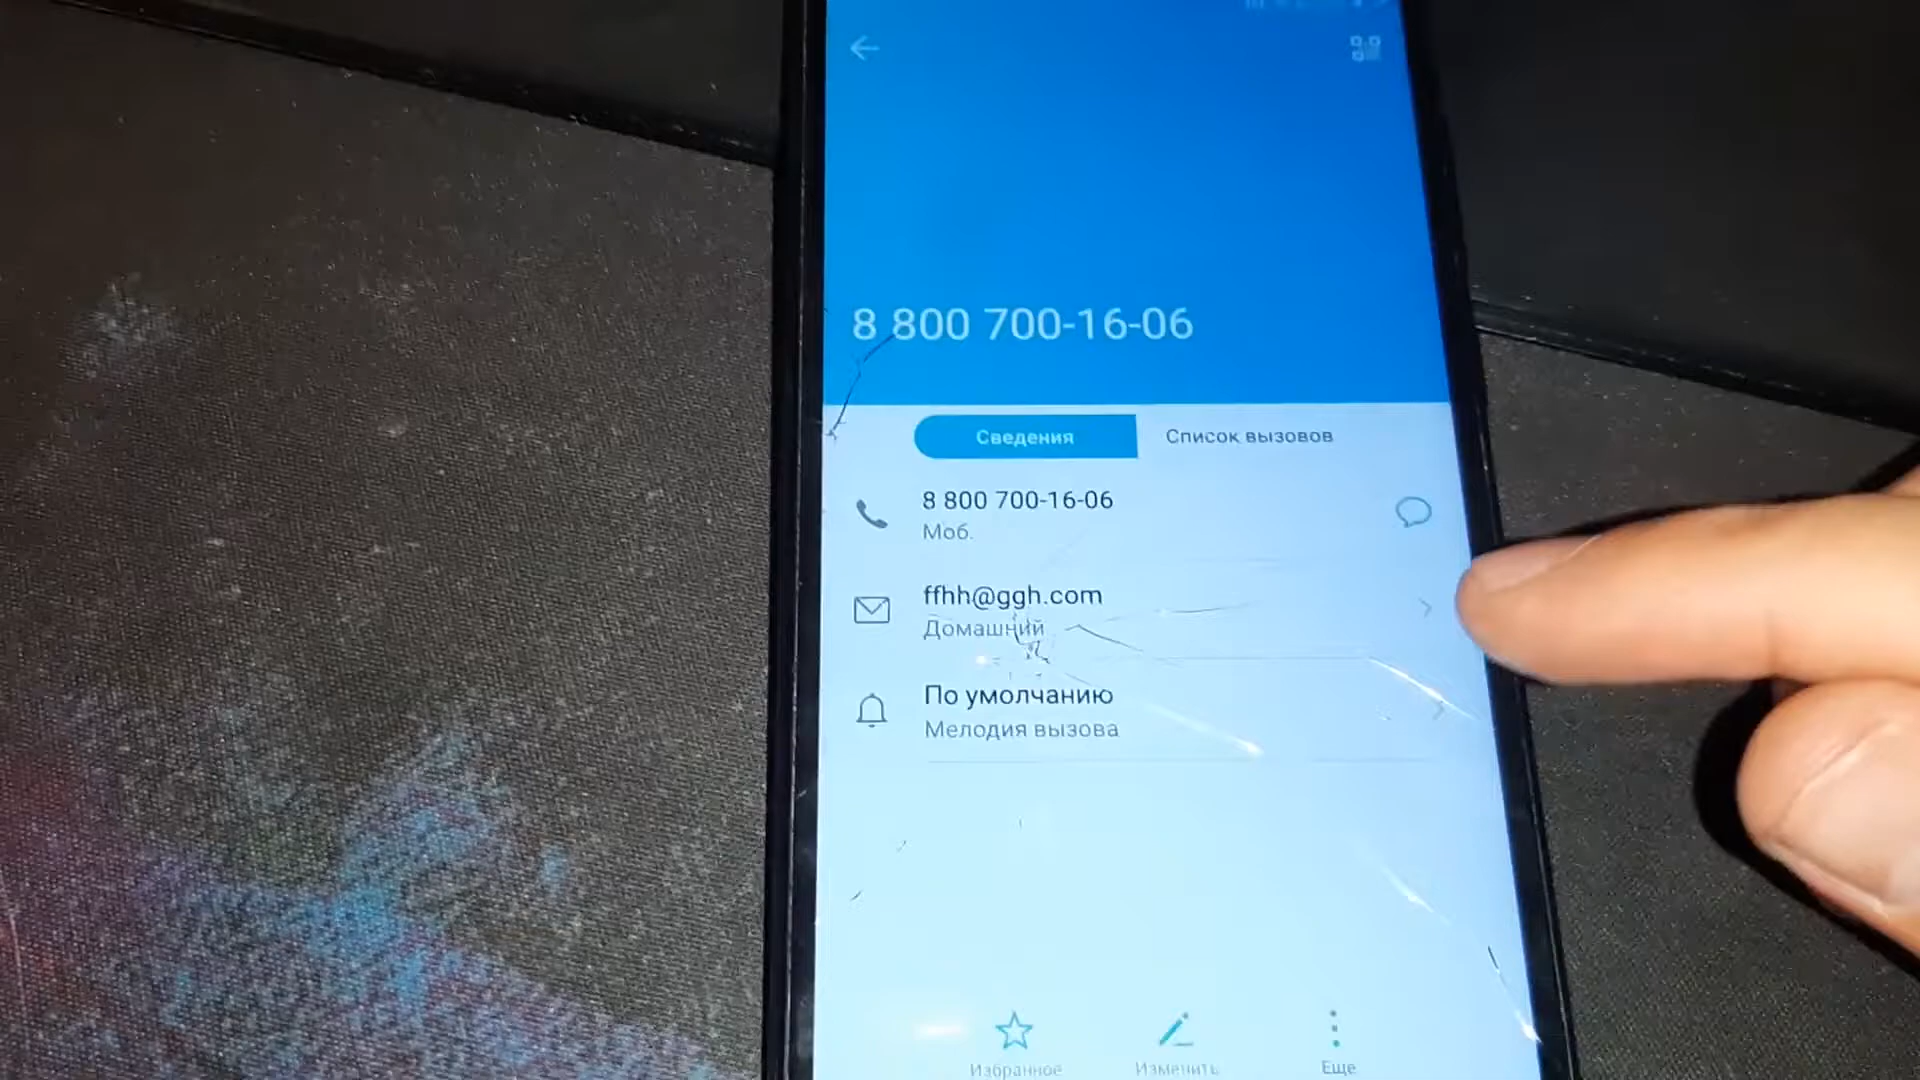 8 800 700-16-06
Сведения
Список вызовов
8 800 700-16-06
Моб.
ffhh@ggh.com
Домашний
По умолчанию
Мелодия вызова
Избранное
Изменить
Еще